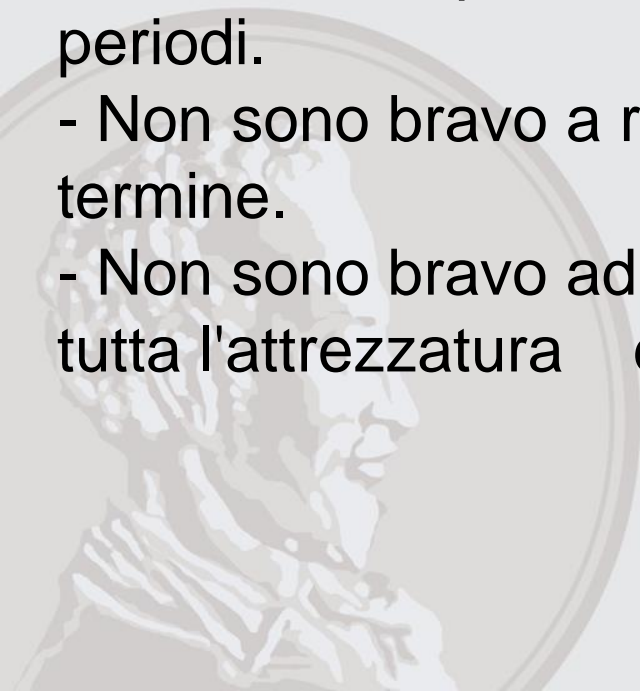 periodi.
- Non sono bravo a
termine.
- Non sono bravo ad
tutta l'attrezzatura